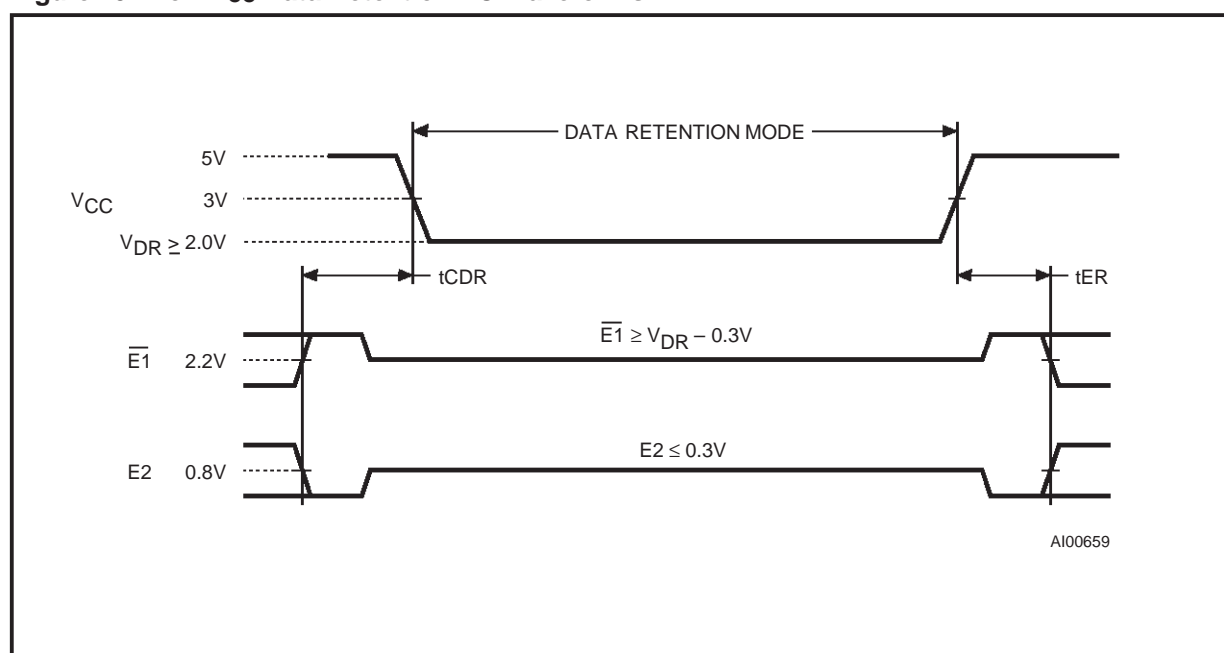 DATA RETENTION MODE
5V
VCC 3V
VDR ≥ 2.0V
tCDR
tER
E1 ≥ VDR – 0.3V
E1 2.2V
E2 ≤ 0.3V
E2 0.8V
AI00659